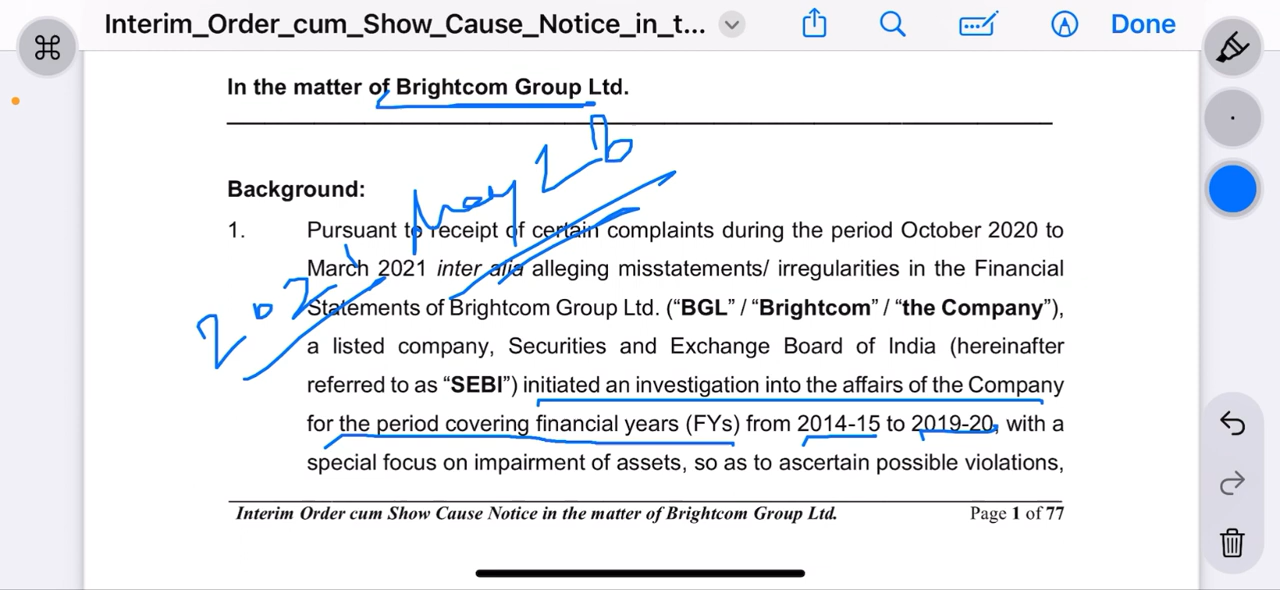 Interim_Order_cum_Show_Cause_Notice_in_t...
Done
In the matter of Brightcom Group Ltd.
2021 May 28
Background:
1. Pursuant to receipt of certain complaints during the period October 2020 to
March 2021 inter alia alleging misstatements/ irregularities in the Financial
Statements of Brightcom Group Ltd. (“BGL” / “Brightcom” / “the Company”),
a listed company, Securities and Exchange Board of India (hereinafter
referred to as “SEBI”) initiated an investigation into the affairs of the Company
for the period covering financial years (FYs) from 2014-15 to 2019-20, with a
special focus on impairment of assets, so as to ascertain possible violations,
Interim Order cum Show Cause Notice in the matter of Brightcom Group Ltd. Page 1 of 77